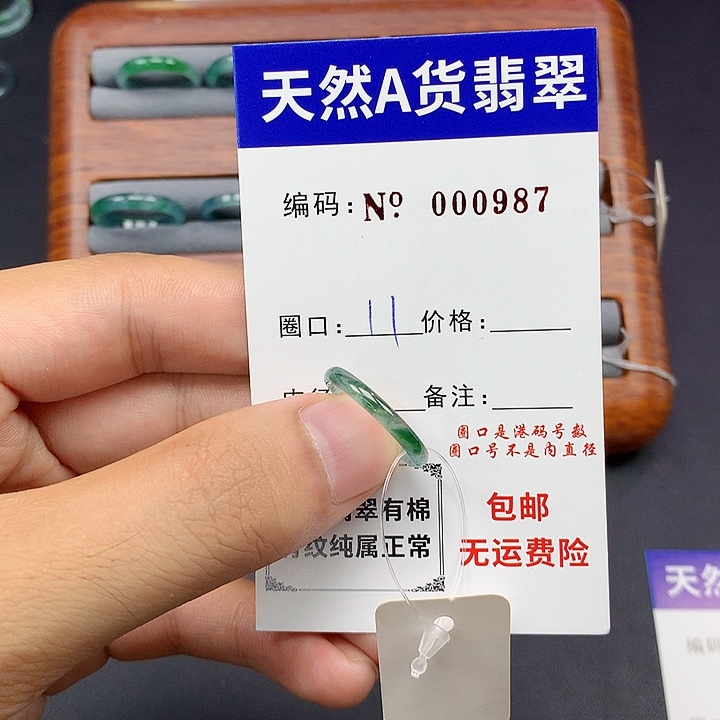 天然A货翡翠
编码:Nº 000987
圈口:11 价格:
备注:
圈口是港码号数
圈口号不是内直径
翠有棉 包邮
纹纯属正常 无运费险
天然
编码